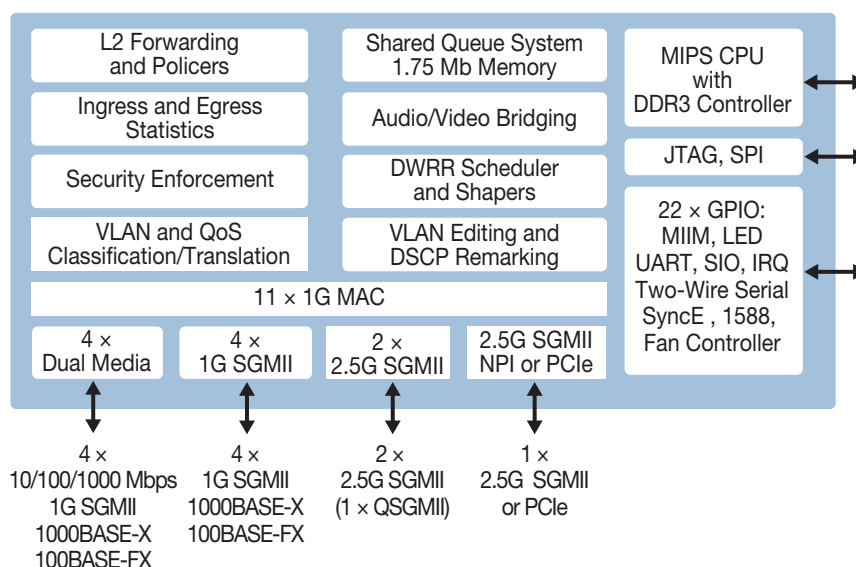 L2 Forwarding
and Policers
Shared Queue System
1.75 Mb Memory
MIPS CPU
with
DDR3 Controller
Ingress and Egress
Statistics
Audio/Video Bridging
JTAG, SPI
Security Enforcement
DWRR Scheduler
and Shapers
22 × GPIO:
MIIM, LED
UART, SIO, IRQ
Two-Wire Serial
SyncE , 1588,
Fan Controller
VLAN and QoS
Classification/Translation
VLAN Editing and
DSCP Remarking
11 × 1G MAC
4 ×
Dual Media
4 ×
1G SGMII
2 ×
2.5G SGMII
2.5G SGMII
NPI or PCIe
4 ×
10/100/1000 Mbps
1G SGMII
1000BASE-X
100BASE-FX
4 ×
1G SGMII
1000BASE-X
100BASE-FX
2 ×
2.5G SGMII
(1 × QSGMII)
1 ×
2.5G SGMII
or PCIe